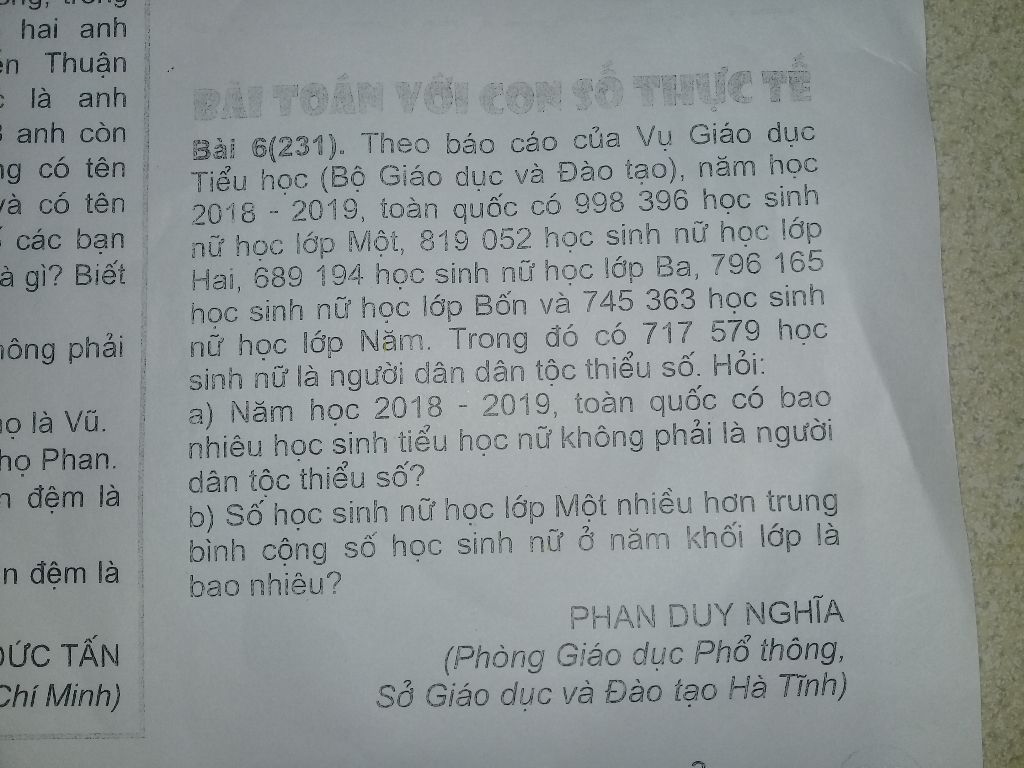 hai anh
Thuận
là anh
anh còn
có tên
và có tên
các bạn
gì? Biết
phải
là Vũ.
họ Phan.
đệm là
đệm là
ĐỨC TẤN
Chí Minh)
BÀI TOÁN VỚI CON SỐ THỰC TẾ
Bài 6(231). Theo báo cáo của Vụ Giáo dục
Tiểu học (Bộ Giáo dục và Đào tạo), năm học
2018 - 2019, toàn quốc có 998 396 học sinh
nữ học lớp Một, 819 052 học sinh nữ học lớp
Hai, 689 194 học sinh nữ học lớp Ba, 796 165
học sinh nữ học lớp Bốn và 745 363 học sinh
nữ học lớp Năm. Trong đó có 717 579 học
sinh nữ là người dân dân tộc thiểu số. Hỏi:
a) Năm học 2018 - 2019, toàn quốc có bao
nhiêu học sinh tiểu học nữ không phải là người
dân tộc thiểu số?
b) Số học sinh nữ học lớp Một nhiều hơn trung
bình cộng số học sinh nữ ở năm khối lớp là
bao nhiêu?
PHAN DUY NGHĨA
(Phòng Giáo dục Phổ thông,
Sở Giáo dục và Đào tạo Hà Tĩnh)